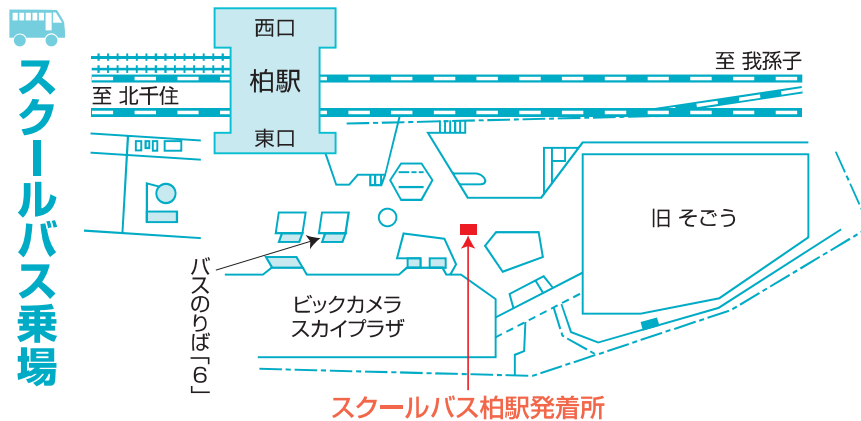 スクールバス乗場
西口
柏駅
東口
至 北千住
至 我孫子
旧 そごう
バスのりば「6」
ビックカメラ
スカイプラザ
スクールバス柏駅発着所